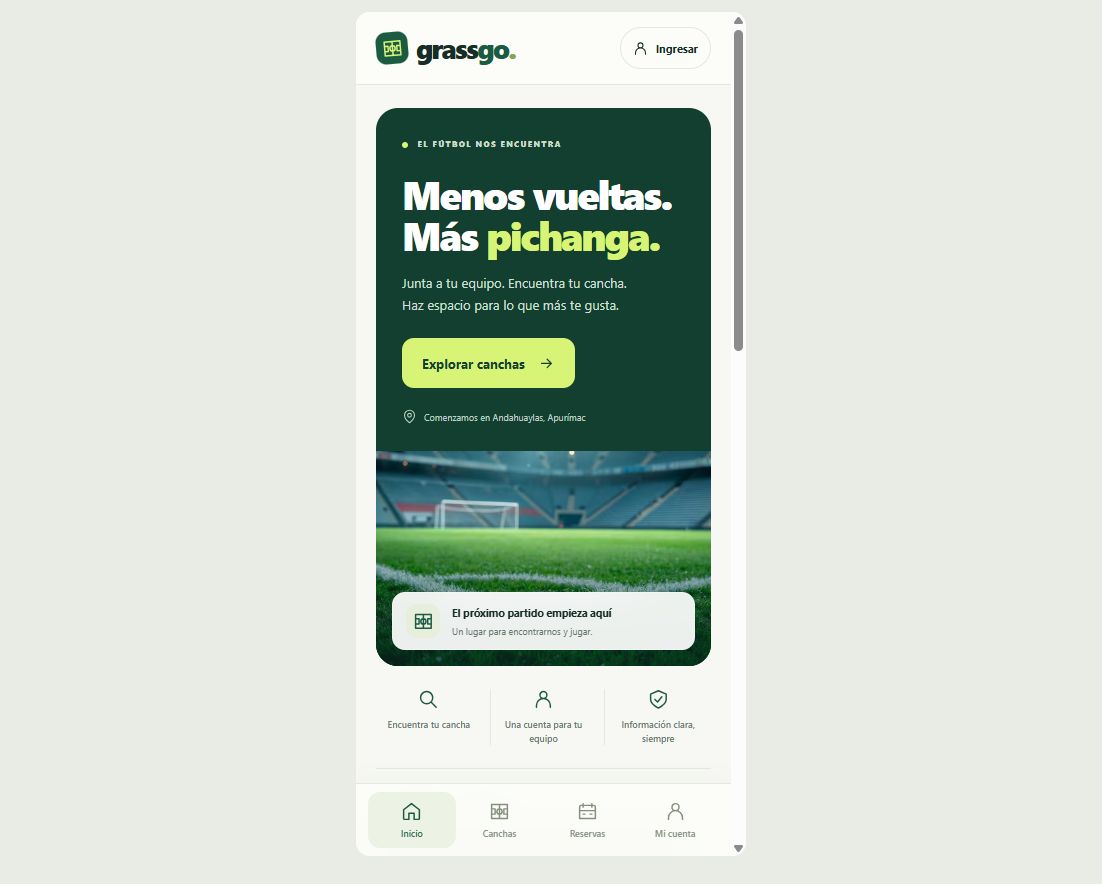 grassgo.
Ingresar
EL FÚTBOL NOS ENCUENTRA
Menos vueltas.
Más pichanga.
Junta a tu equipo. Encuentra tu cancha.
Haz espacio para lo que más te gusta.
Explorar canchas
Comenzamos en Andahuaylas, Apurímac
El próximo partido empieza aquí
Un lugar para encontrarnos y jugar.
Encuentra tu cancha
Una cuenta para tu
equipo
Información clara,
siempre
Inicio
Canchas
Reservas
Mi cuenta